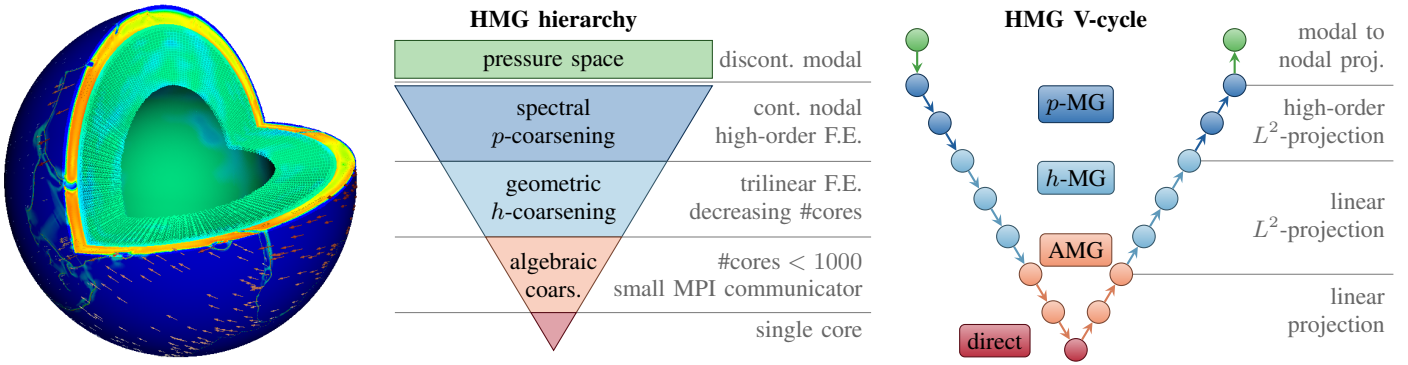 HMG hierarchy
pressure space
discont. modal
spectral
p-coarsening
cont. nodal
high-order F.E.
geometric
h-coarsening
trilinear F.E.
decreasing #cores
algebraic
coars.
#cores < 1000
small MPI communicator
single core
HMG V-cycle
modal to
nodal proj.
p-MG
high-order
L²-projection
h-MG
linear
L²-projection
AMG
linear
projection
direct